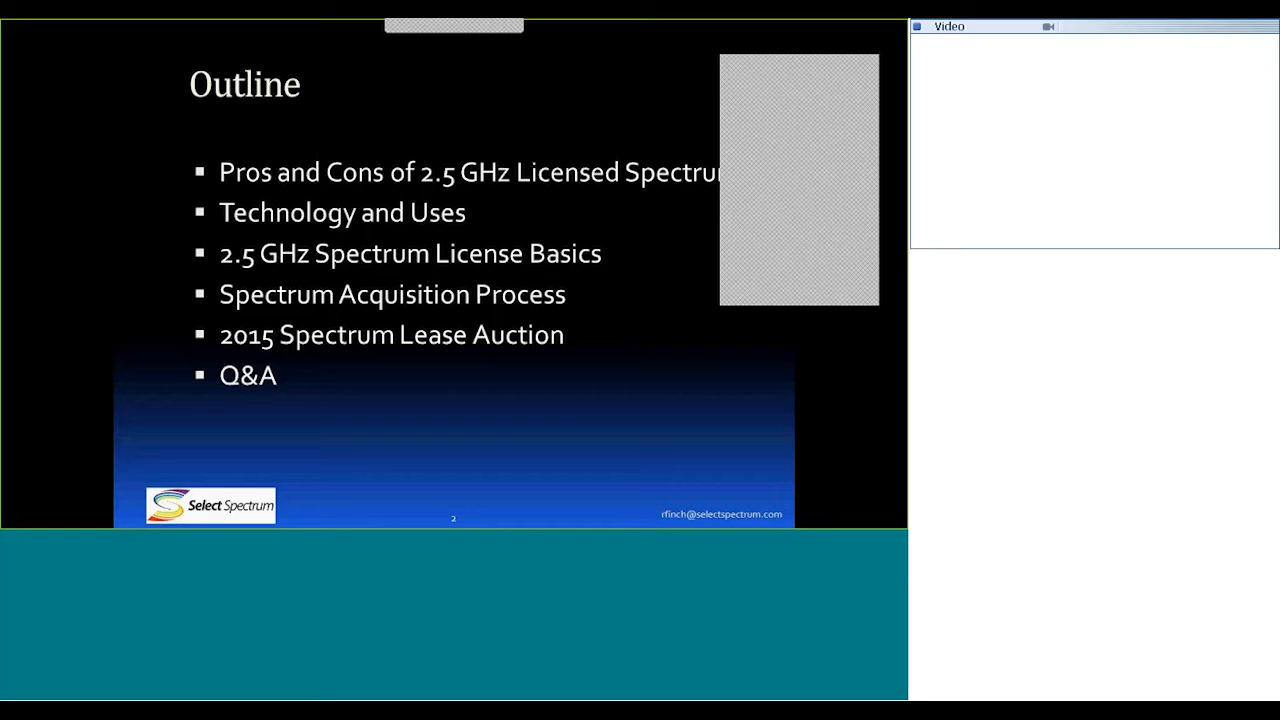 Video
Outline
Pros and Cons of 2.5 GHz Licensed
Technology and Uses
2.5 GHz Spectrum License Basics
Spectrum Acquisition Process
2015 Spectrum Lease Auction
Q&A
Select Spectrum
2
rfinch@selectspectrum.com